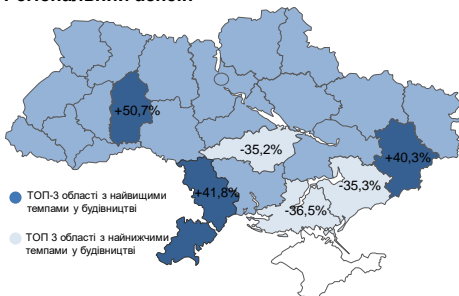 +50,7%
-35,2%
+40,3%
+41,8%
-35,3%
-36,5%
ТОП-3 області з найвищими
темпами у будівництві
ТОП 3 області з найнижчими
темпами у будівництві